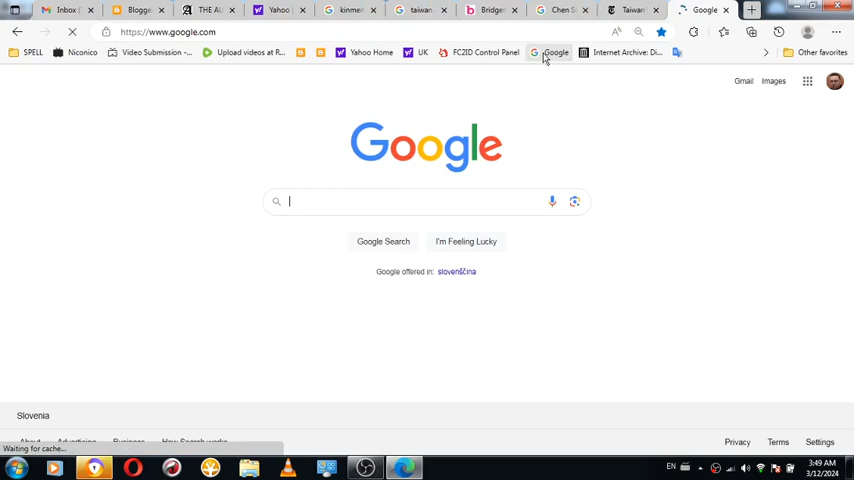 Inbox (
Blogge
THE AU
Yahoo
kinmer
taiwan
Bridger
Chen S
Taiwan
Google
https://www.google.com
SPELL
Niconico
Video Submission -...
Upload videos at R...
Yahoo Home
UK
FC2ID Control Panel
Google
Internet Archive: Di...
Other favorites
Gmail
Images
Google
Google Search
I'm Feeling Lucky
Google offered in: slovenščina
Slovenia
About Advertising Business How Search works
Privacy Terms Settings
Waiting for cache...
EN
3:49 AM
3/12/2024